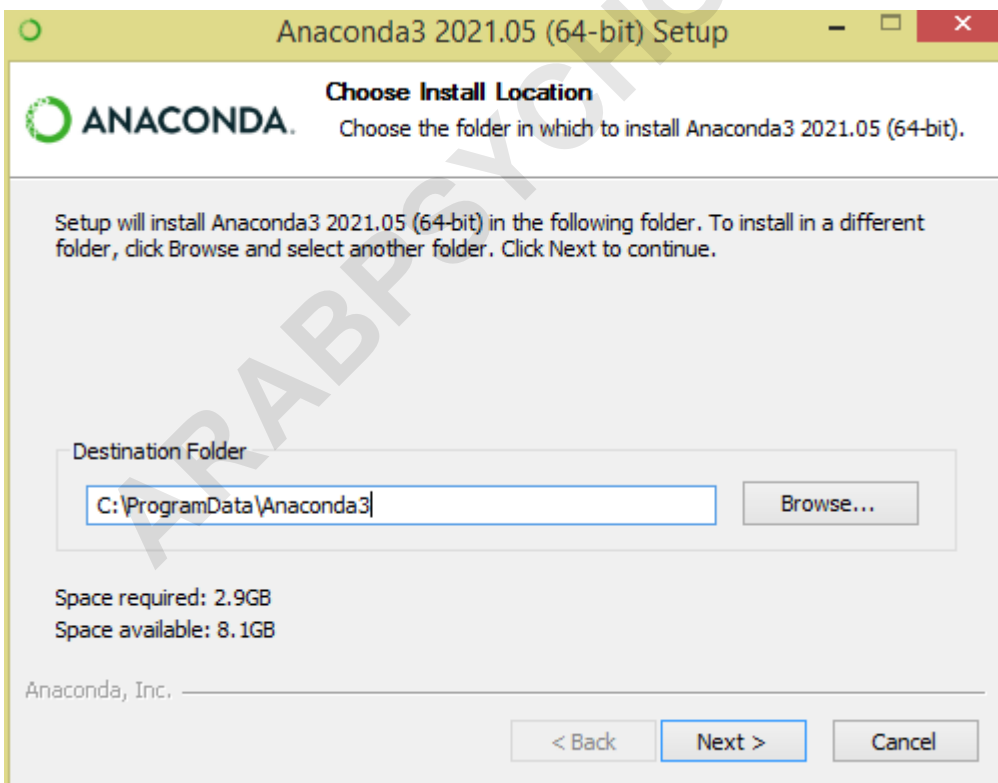 Anaconda3 2021.05 (64-bit) Setup
ANACONDA.
Choose Install Location
Choose the folder in which to install Anaconda3 2021.05 (64-bit).
Setup will install Anaconda3 2021.05 (64-bit) in the following folder. To install in a different
folder, click Browse and select another folder. Click Next to continue.
Destination Folder
C:\ProgramData\Anaconda3
Browse...
Space required: 2.9GB
Space available: 8.1GB
Anaconda, Inc.
< Back
Next >
Cancel
ARABPSYCHO